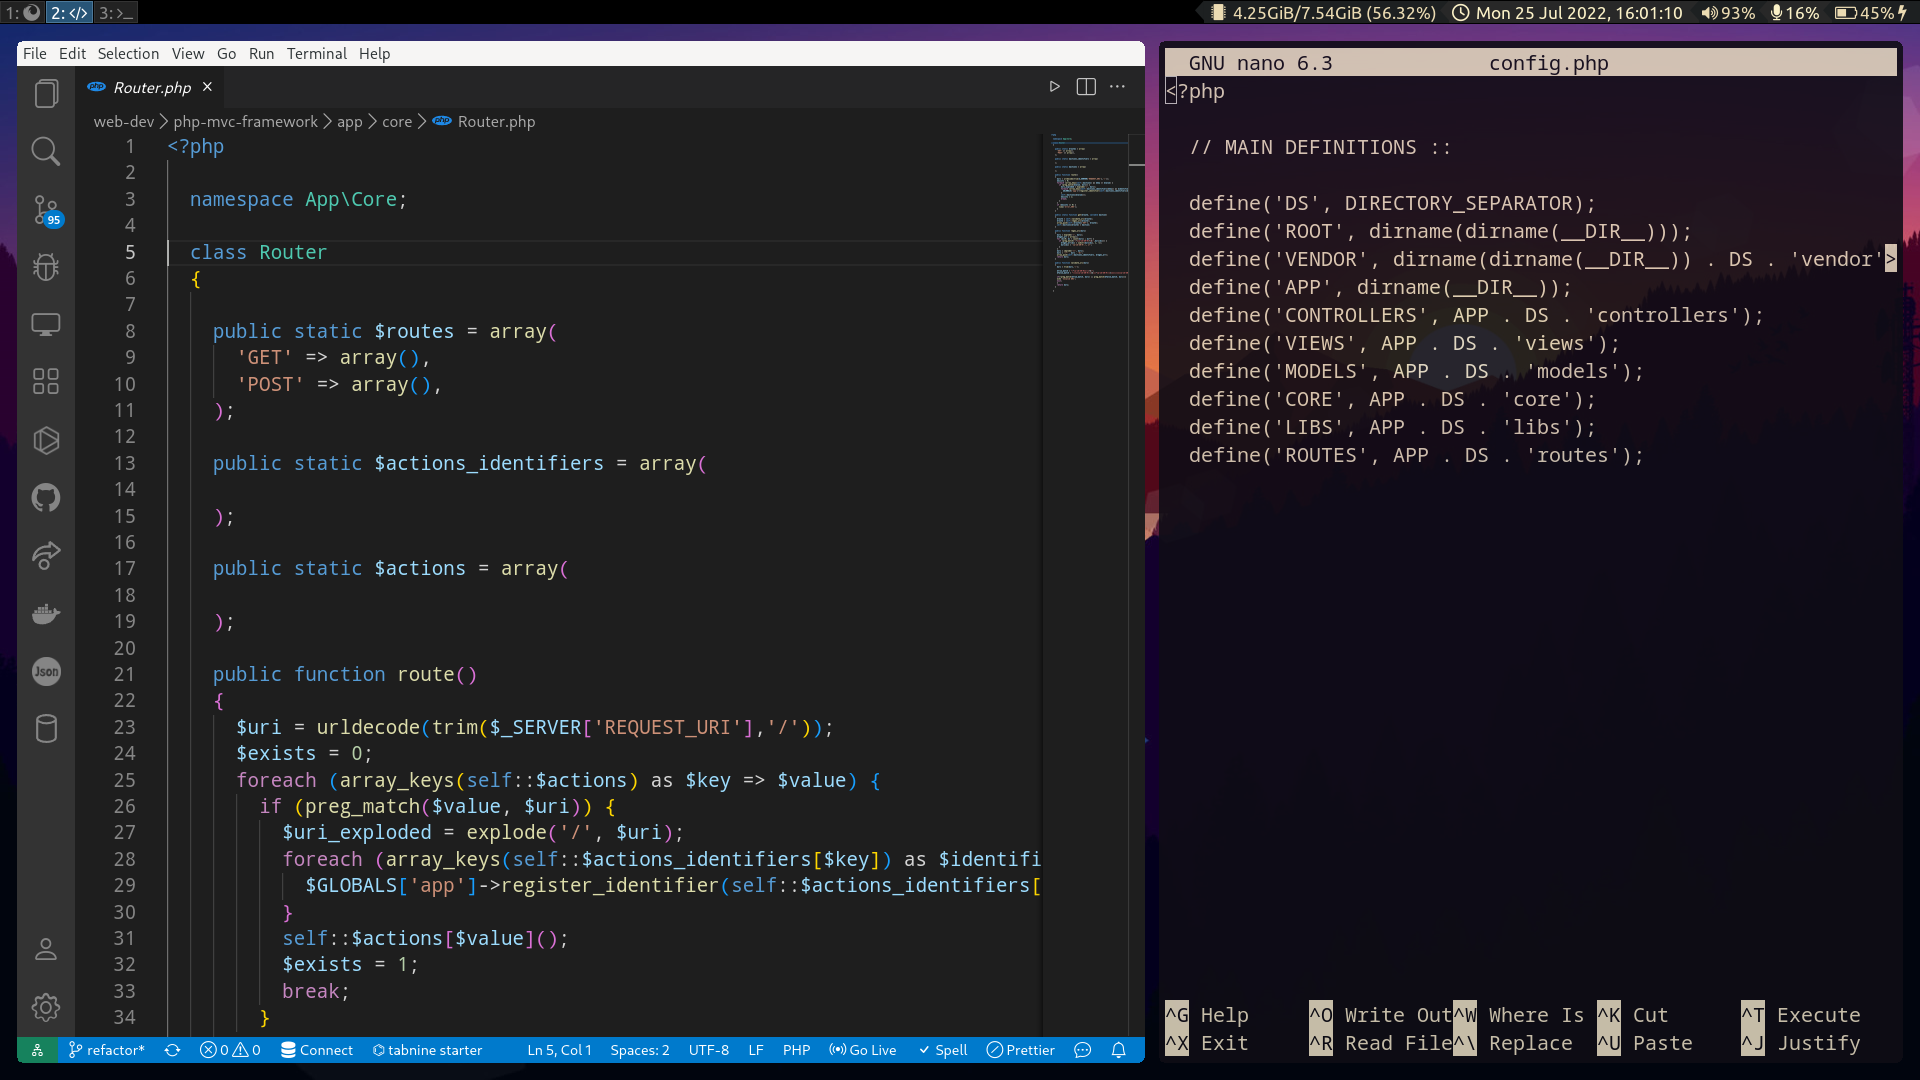 1: 2: </> 3: >_
4.25GiB/7.54GiB (56.32%) Mon 25 Jul 2022, 16:01:10 93% 16% 45%
File Edit Selection View Go Run Terminal Help
php Router.php ×
web-dev > php-mvc-framework > app > core > php Router.php
95
Json
1 <?php
2
3 namespace App\Core;
4
5 class Router
6 {
7
8 public static $routes = array(
9 'GET' => array(),
10 'POST' => array(),
11 );
12
13 public static $actions_identifiers = array(
14
15 );
16
17 public static $actions = array(
18
19 );
20
21 public function route()
22 {
23 $uri = urldecode(trim($_SERVER['REQUEST_URI'],'/'));
24 $exists = 0;
25 foreach (array_keys(self::$actions) as $key => $value) {
26 if (preg_match($value, $uri)) {
27 $uri_exploded = explode('/', $uri);
28 foreach (array_keys(self::$actions_identifiers[$key]) as $identifi
29 $GLOBALS['app']->register_identifier(self::$actions_identifiers[
30 }
31 self::$actions[$value]();
32 $exists = 1;
33 break;
34 }
refactor* 0 0 Connect tabnine starter Ln 5, Col 1 Spaces: 2 UTF-8 LF PHP Go Live Spell Prettier
GNU nano 6.3 config.php
<?php
// MAIN DEFINITIONS ::
define('DS', DIRECTORY_SEPARATOR);
define('ROOT', dirname(dirname(__DIR__)));
define('VENDOR', dirname(dirname(__DIR__)) . DS . 'vendor'>
define('APP', dirname(__DIR__));
define('CONTROLLERS', APP . DS . 'controllers');
define('VIEWS', APP . DS . 'views');
define('MODELS', APP . DS . 'models');
define('CORE', APP . DS . 'core');
define('LIBS', APP . DS . 'libs');
define('ROUTES', APP . DS . 'routes');
^G Help ^O Write Out ^W Where Is ^K Cut ^T Execute
^X Exit ^R Read File ^\ Replace ^U Paste ^J Justify